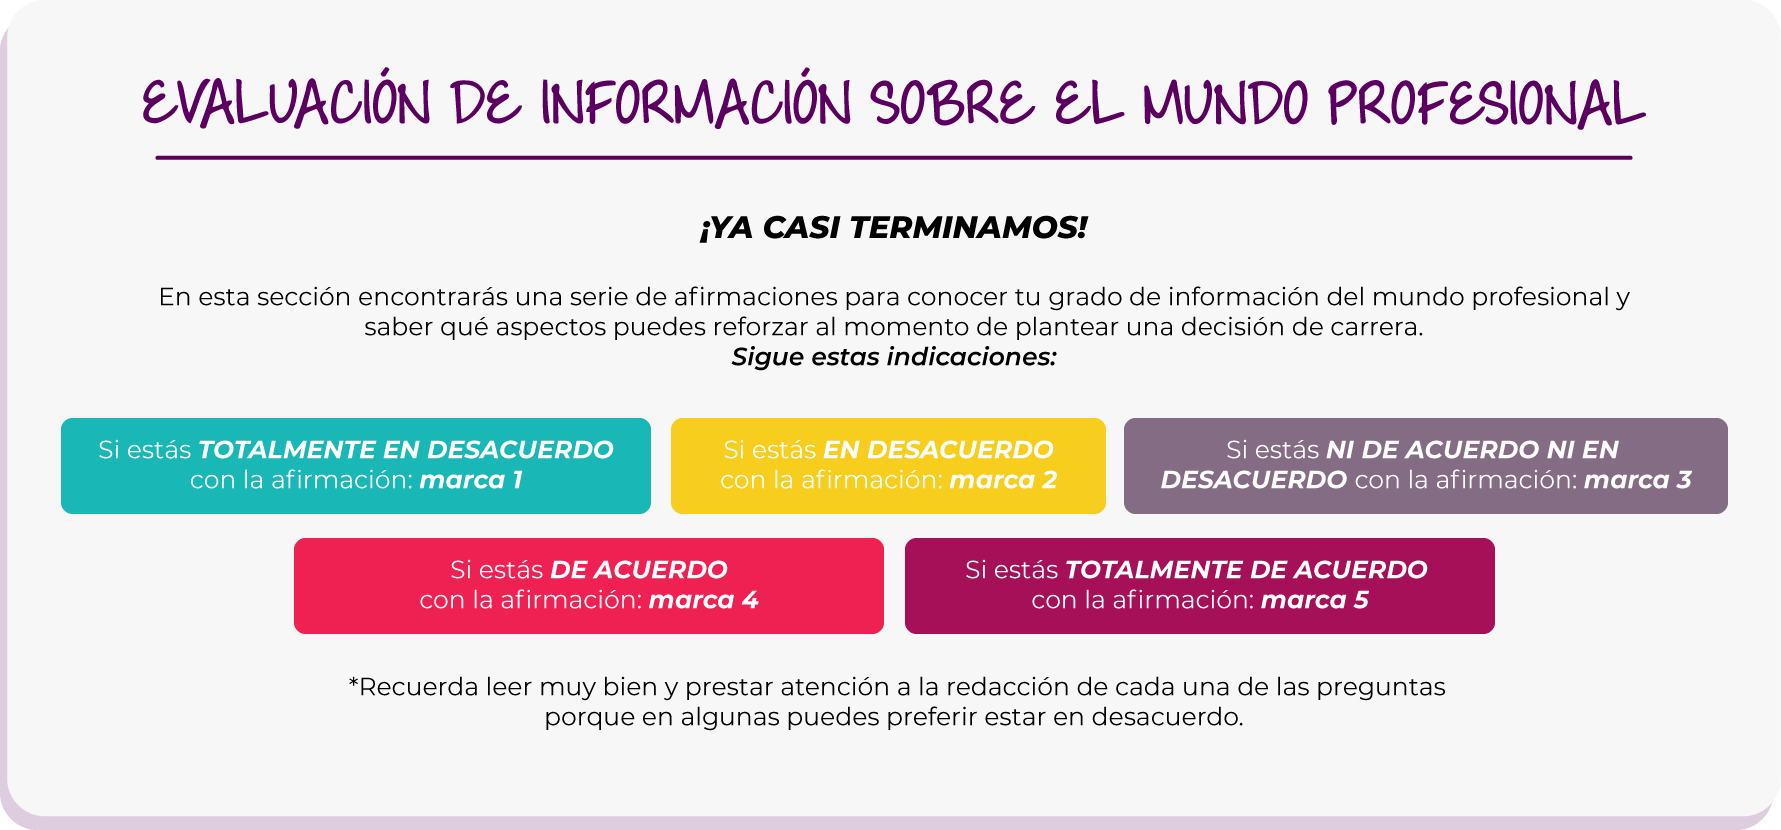 EVALUACIÓN DE INFORMACIÓN SOBRE EL MUNDO PROFESIONAL
¡YA CASI TERMINAMOS!
En esta sección encontrarás una serie de afirmaciones para conocer tu grado de información del mundo profesional y
saber qué aspectos puedes reforzar al momento de plantear una decisión de carrera.
Sigue estas indicaciones:
Si estás TOTALMENTE EN DESACUERDO
con la afirmación: marca 1
Si estás EN DESACUERDO
con la afirmación: marca 2
Si estás NI DE ACUERDO NI EN
DESACUERDO con la afirmación: marca 3
Si estás DE ACUERDO
con la afirmación: marca 4
Si estás TOTALMENTE DE ACUERDO
con la afirmación: marca 5
*Recuerda leer muy bien y prestar atención a la redacción de cada una de las preguntas
porque en algunas puedes preferir estar en desacuerdo.